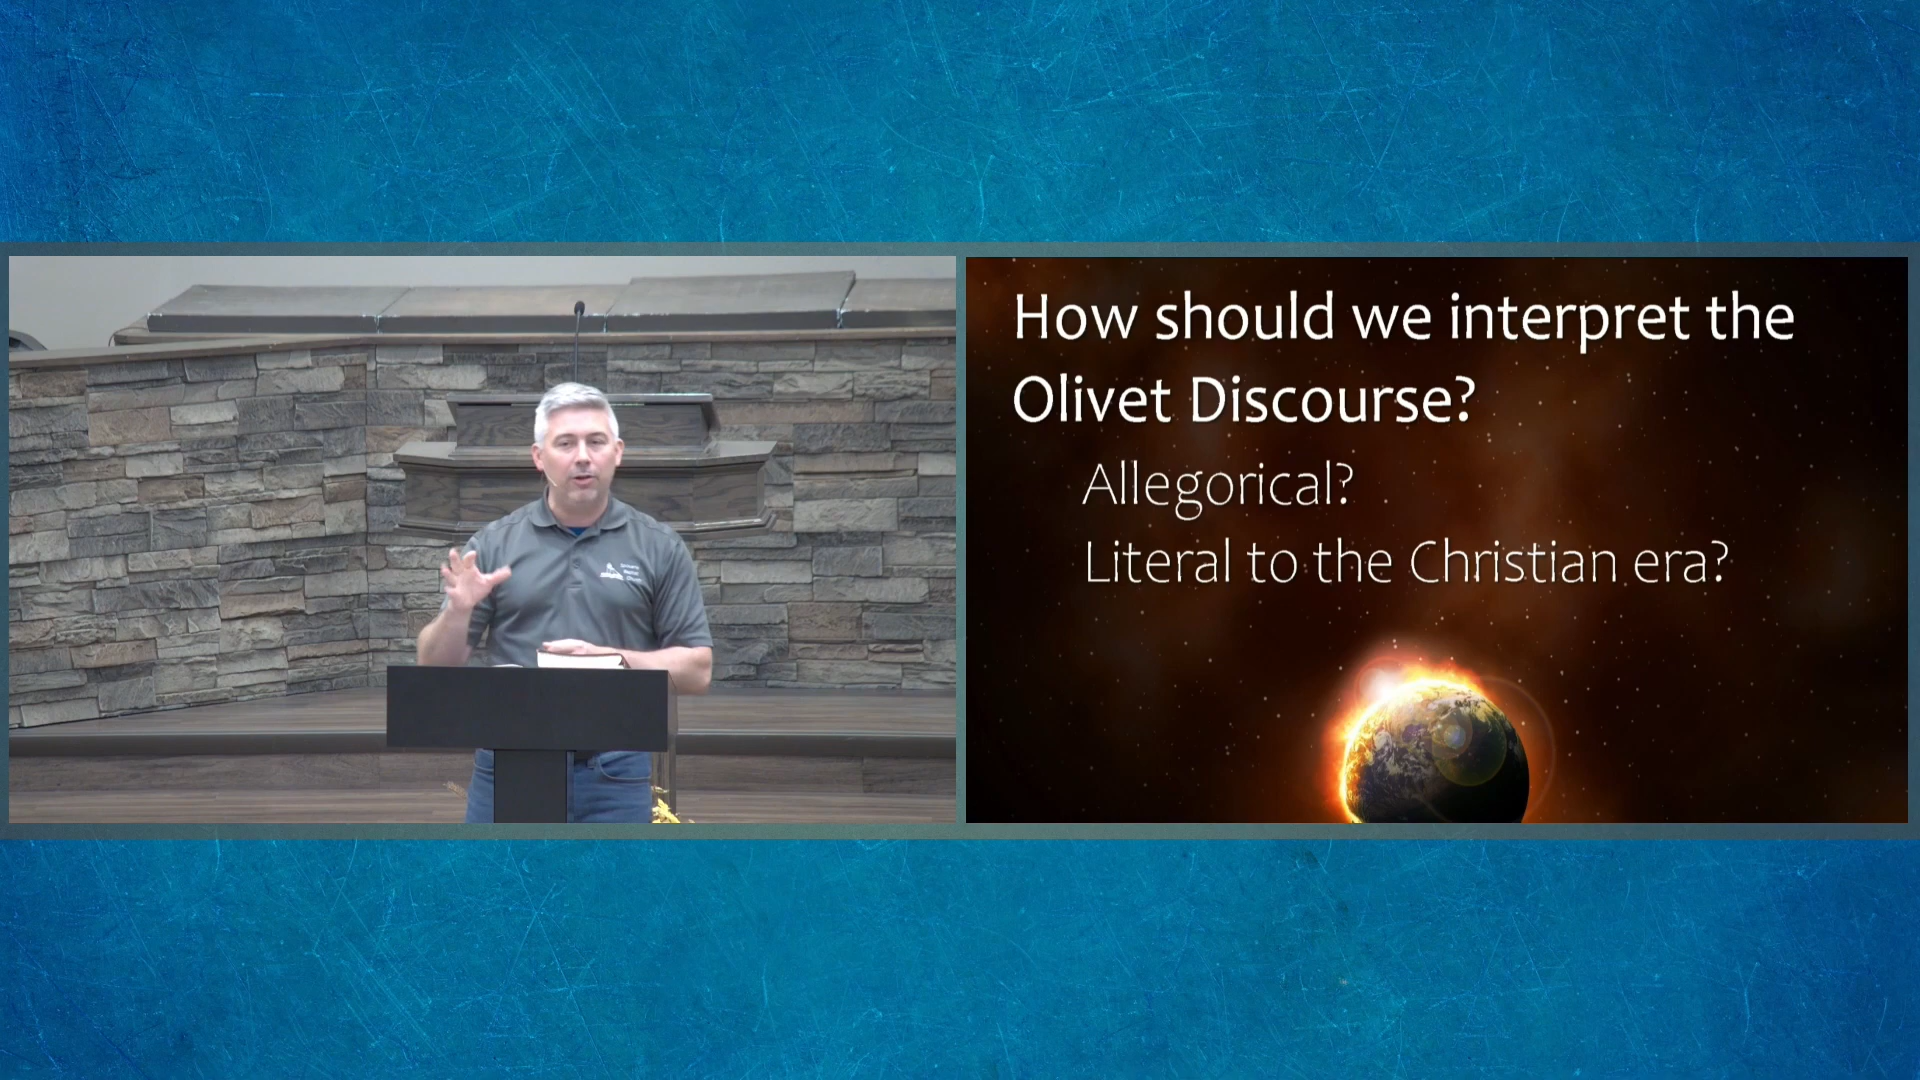 How should we interpret the
Olivet Discourse?
Allegorical?
Literal to the Christian era?